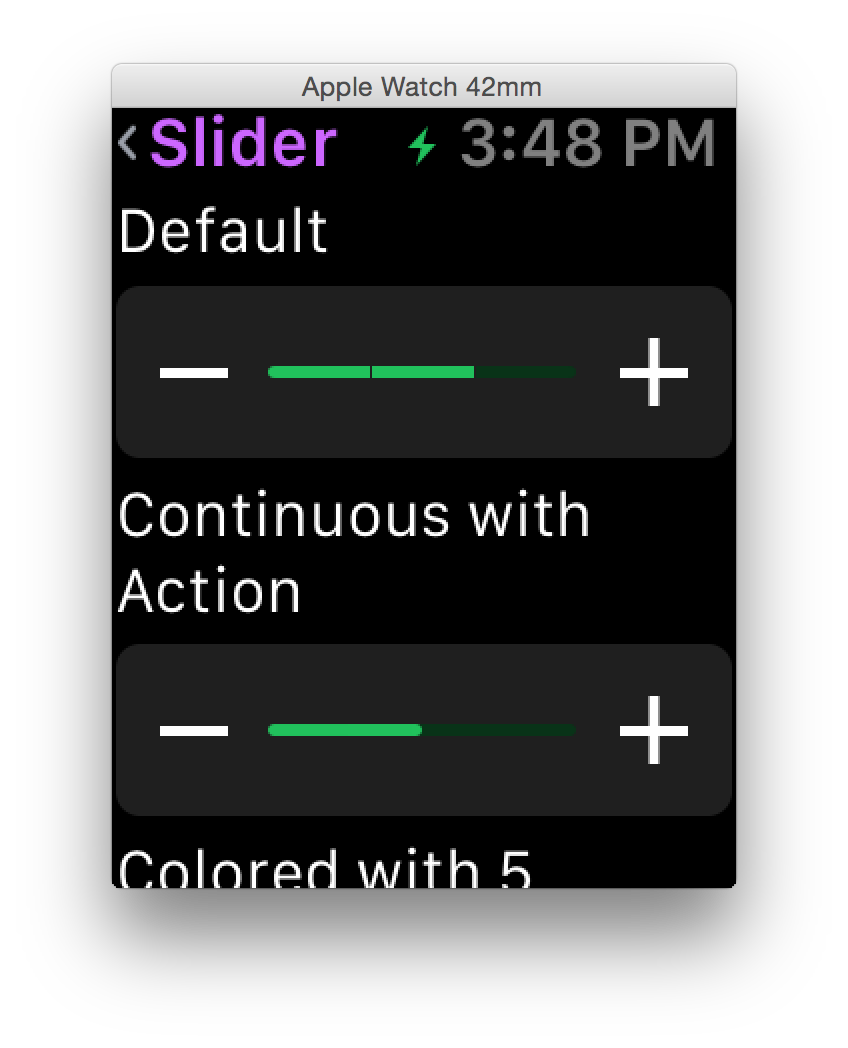 Apple Watch 42mm
Slider 3:48 PM
Default
Continuous with
Action
Colored with 5